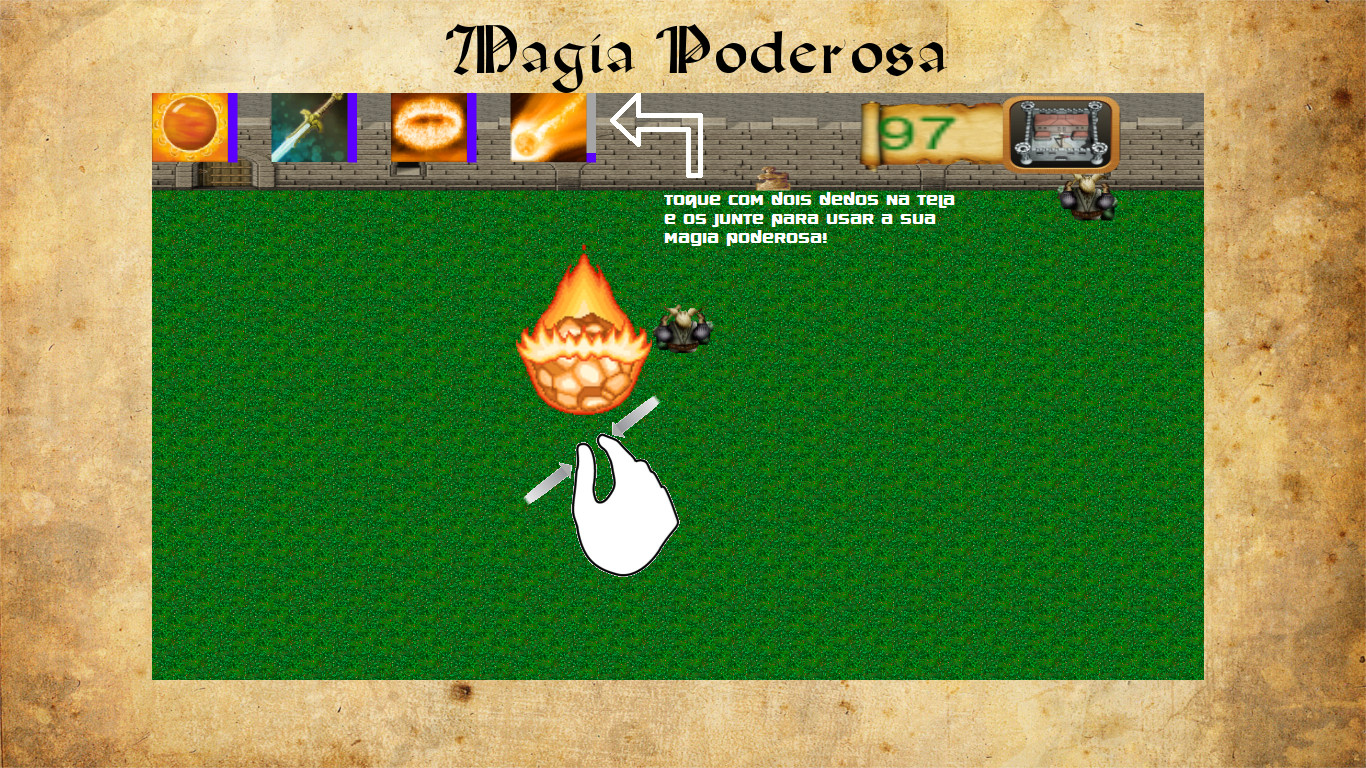 Magia Poderosa
97
Toque com dois dedos na tela
e os junte para usar a sua
magia poderosa!